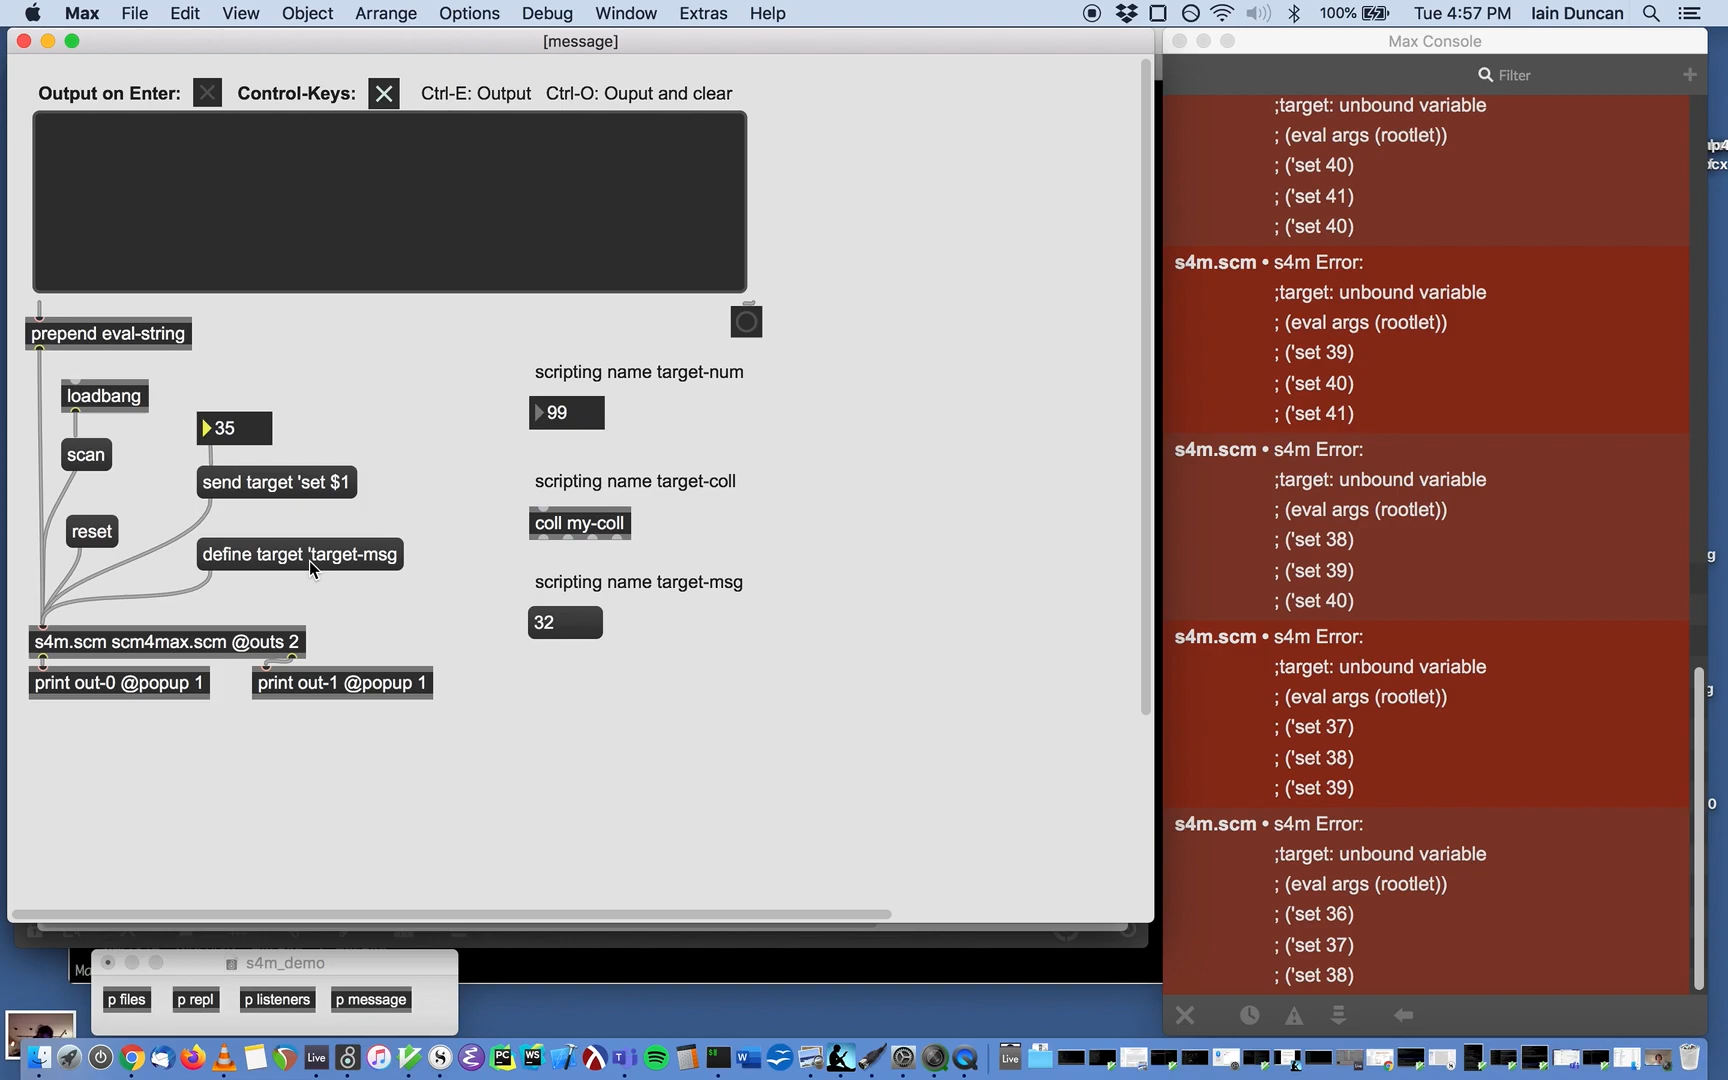 Max File Edit View Object Arrange Options Debug Window Extras Help 100% Tue 4:57 PM Iain Duncan
[message]
Output on Enter: Control-Keys: Ctrl-E: Output Ctrl-O: Ouput and clear
prepend eval-string
loadbang
scan
35
send target 'set $1
reset
define target 'target-msg
s4m.scm scm4max.scm @outs 2
print out-0 @popup 1
print out-1 @popup 1
scripting name target-num
99
scripting name target-coll
coll my-coll
scripting name target-msg
32
s4m_demo
p files p repl p listeners p message
Max Console
Filter
;target: unbound variable
; (eval args (rootlet))
; ('set 40)
; ('set 41)
; ('set 40)
s4m.scm • s4m Error:
;target: unbound variable
; (eval args (rootlet))
; ('set 39)
; ('set 40)
; ('set 41)
s4m.scm • s4m Error:
;target: unbound variable
; (eval args (rootlet))
; ('set 38)
; ('set 39)
; ('set 40)
s4m.scm • s4m Error:
;target: unbound variable
; (eval args (rootlet))
; ('set 37)
; ('set 38)
; ('set 39)
s4m.scm • s4m Error:
;target: unbound variable
; (eval args (rootlet))
; ('set 36)
; ('set 37)
; ('set 38)
Live
Live